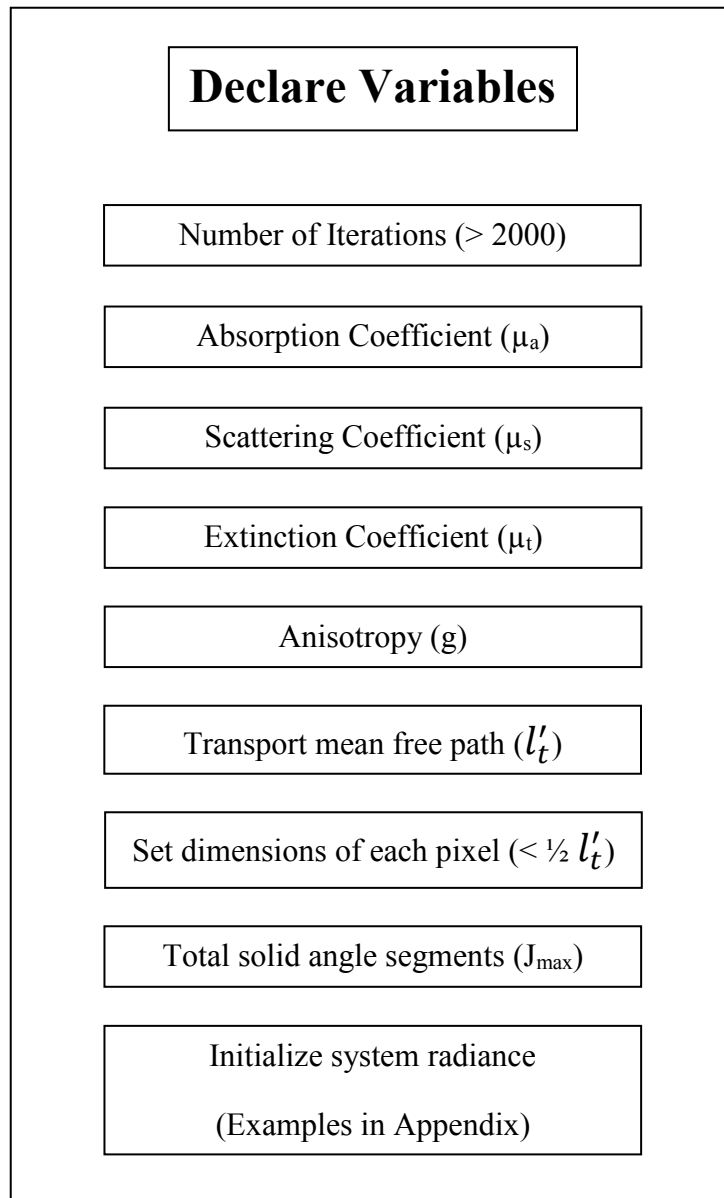 Declare Variables
Number of Iterations (> 2000)
Absorption Coefficient (µₐ)
Scattering Coefficient (µₛ)
Extinction Coefficient (µₜ)
Anisotropy (g)
Transport mean free path (l′ₜ)
Set dimensions of each pixel (< ½ l′ₜ)
Total solid angle segments (Jₘₐₓ)
Initialize system radiance
(Examples in Appendix)